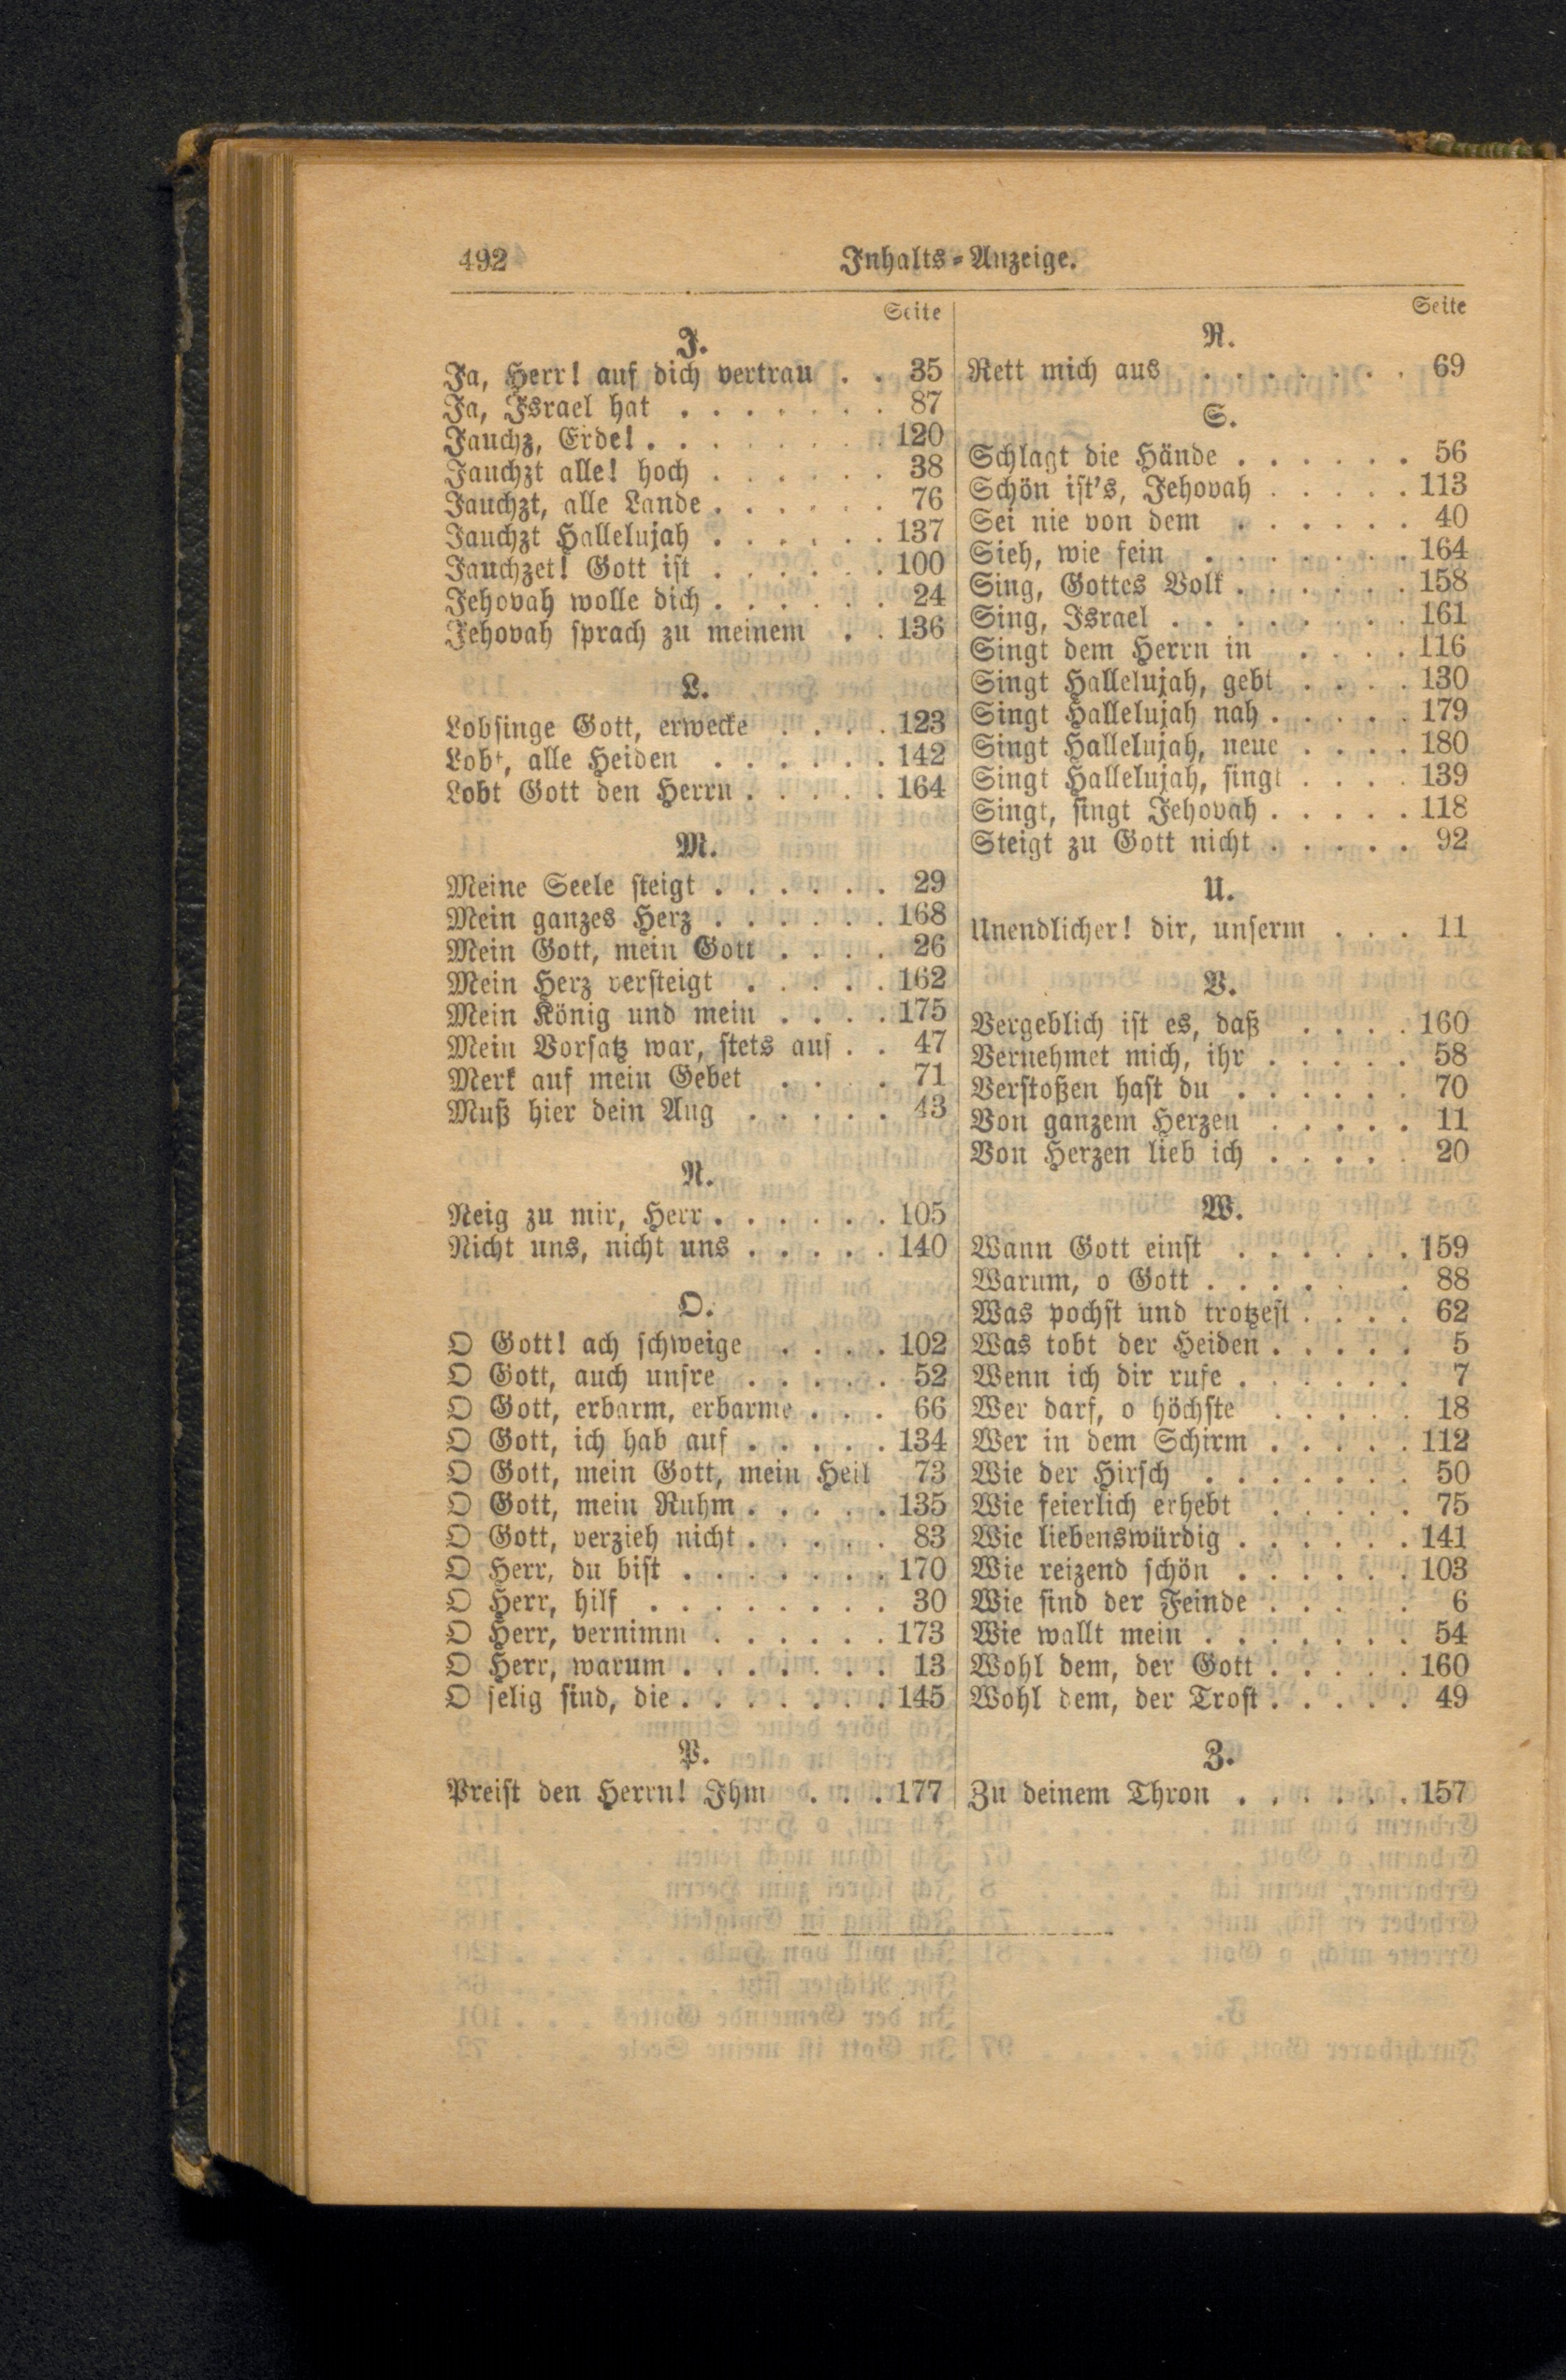 492 Inhalts-Anzeige.
Seite
J.
Ja, Herr! auf dich vertrau . . 35
Ja, Israel hat . . . . . . . 87
Jauchz, Erde! . . . . . . . . 120
Jauchzt alle! hoch . . . . . . 38
Jauchzt, alle Lande . . . . . . 76
Jauchzt Hallelujah . . . . . . 137
Jauchzet! Gott ist . . . . . . 100
Jehovah wolle dich . . . . . . 24
Jehovah sprach zu meinem . . 136
L.
Lobsinge Gott, erwecke . . . . 123
Lobt, alle Heiden . . . . . . 142
Lobt Gott den Herrn . . . . . 164
M.
Meine Seele steigt . . . . . . 29
Mein ganzes Herz . . . . . . 168
Mein Gott, mein Gott . . . . 26
Mein Herz versteigt . . . . . 162
Mein König und mein . . . . 175
Mein Vorsatz war, stets auf . . 47
Merk auf mein Gebet . . . . 71
Muß hier dein Aug . . . . . 43
N.
Neig zu mir, Herr . . . . . . 105
Nicht uns, nicht uns . . . . . 140
O.
O Gott! ach schweige . . . . 102
O Gott, auch unsre . . . . . 52
O Gott, erbarm, erbarme . . . 66
O Gott, ich hab auf . . . . . 134
O Gott, mein Gott, mein Heil 73
O Gott, mein Ruhm . . . . . 135
O Gott, verzieh nicht . . . . . 83
O Herr, du bist . . . . . . . 170
O Herr, hilf . . . . . . . . 30
O Herr, vernimm . . . . . . 173
O Herr, warum . . . . . . . 13
O selig sind, die . . . . . . . 145
P.
Preist den Herrn! Ihm . . . 177
Seite
R.
Rett mich aus . . . . . . . 69
S.
Schlagt die Hände . . . . . . 56
Schön ist's, Jehovah . . . . . 113
Sei nie von dem . . . . . . 40
Sieh, wie fein . . . . . . . 164
Sing, Gottes Volk . . . . . . 158
Sing, Israel . . . . . . . . 161
Singt dem Herrn in . . . . 116
Singt Hallelujah, gebt . . . . 130
Singt Hallelujah nah . . . . . 179
Singt Hallelujah, neue . . . . 180
Singt Hallelujah, singt . . . . 139
Singt, singt Jehovah . . . . . 118
Steigt zu Gott nicht . . . . . 92
U.
Unendlicher! dir, unserm . . . 11
V.
Vergeblich ist es, daß . . . . 160
Vernehmet mich, ihr . . . . . 58
Verstoßen hast du . . . . . . 70
Von ganzem Herzen . . . . . 11
Von Herzen lieb ich . . . . . 20
W.
Wann Gott einst . . . . . . 159
Warum, o Gott . . . . . . . 88
Was pochst und trotzest . . . . 62
Was tobt der Heiden . . . . . 5
Wenn ich dir rufe . . . . . . 7
Wer darf, o höchste . . . . . 18
Wer in dem Schirm . . . . . 112
Wie der Hirsch . . . . . . . 50
Wie feierlich erhebt . . . . . 75
Wie liebenswürdig . . . . . . 141
Wie reizend schön . . . . . . 103
Wie sind der Feinde . . . . . 6
Wie wallt mein . . . . . . . 54
Wohl dem, der Gott . . . . . 160
Wohl dem, der Trost . . . . . 49
Z.
Zu deinem Thron . . . . . . 157